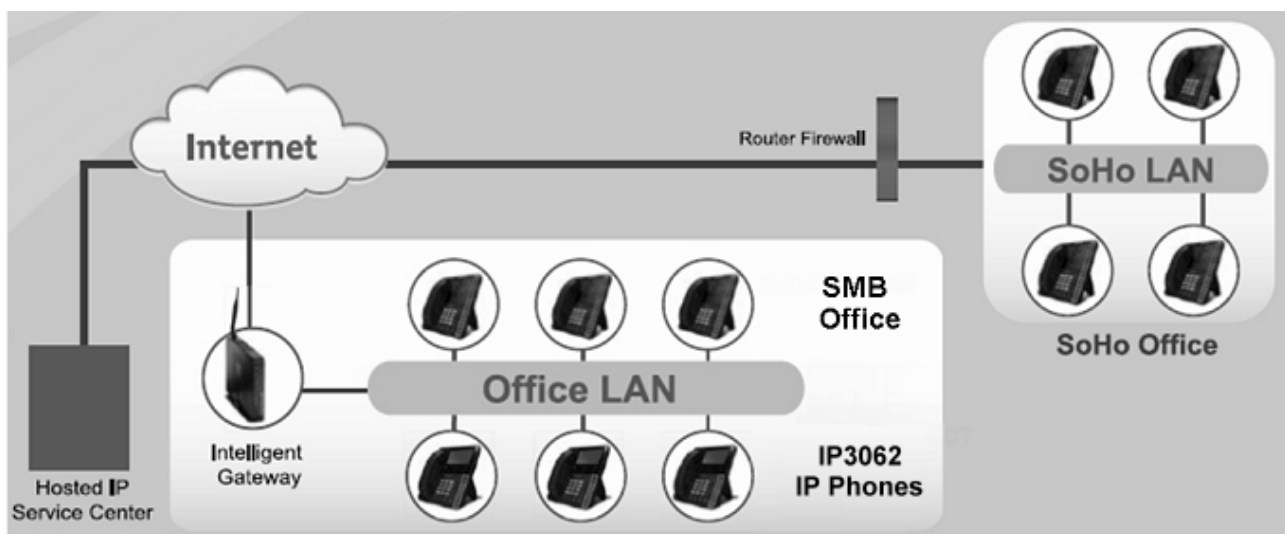 Internet
Router Firewall
SoHo LAN
SoHo Office
SMB
Office
Office LAN
Intelligent
Gateway
IP3062
IP Phones
Hosted IP
Service Center